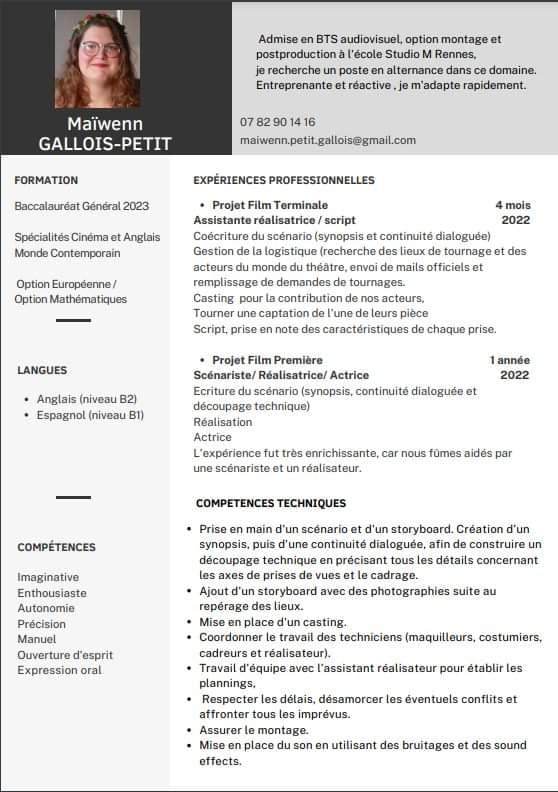 Maïwenn
GALLOIS-PETIT
Admise en BTS audiovisuel, option montage et
postproduction à l'école Studio M Rennes,
je recherche un poste en alternance dans ce domaine.
Entreprenante et réactive , je m'adapte rapidement.
07 82 90 14 16
maiwenn.petit.gallois@gmail.com
FORMATION
Baccalauréat Général 2023
Spécialités Cinéma et Anglais
Monde Contemporain
Option Européenne /
Option Mathématiques
LANGUES
• Anglais (niveau B2)
• Espagnol (niveau B1)
COMPÉTENCES
Imaginative
Enthousiaste
Autonomie
Précision
Manuel
Ouverture d'esprit
Expression oral
EXPÉRIENCES PROFESSIONNELLES
• Projet Film Terminale 4 mois
Assistante réalisatrice / script 2022
Coécriture du scénario (synopsis et continuité dialoguée)
Gestion de la logistique (recherche des lieux de tournage et des
acteurs du monde du théâtre, envoi de mails officiels et
remplissage de demandes de tournages.
Casting pour la contribution de nos acteurs,
Tourner une captation de l'une de leurs pièce
Script, prise en note des caractéristiques de chaque prise.
• Projet Film Première 1 année
Scénariste/ Réalisatrice/ Actrice 2022
Ecriture du scénario (synopsis, continuité dialoguée et
découpage technique)
Réalisation
Actrice
L'expérience fut très enrichissante, car nous fûmes aidés par
une scénariste et un réalisateur.
COMPETENCES TECHNIQUES
• Prise en main d'un scénario et d'un storyboard. Création d'un
synopsis, puis d'une continuité dialoguée, afin de construire un
découpage technique en précisant tous les détails concernant
les axes de prises de vues et le cadrage.
• Ajout d'un storyboard avec des photographies suite au
repérage des lieux.
• Mise en place d'un casting.
• Coordonner le travail des techniciens (maquilleurs, costumiers,
cadreurs et réalisateur).
• Travail d'équipe avec l'assistant réalisateur pour établir les
plannings,
• Respecter les délais, désamorcer les éventuels conflits et
affronter tous les imprévus.
• Assurer le montage.
• Mise en place du son en utilisant des bruitages et des sound
effects.